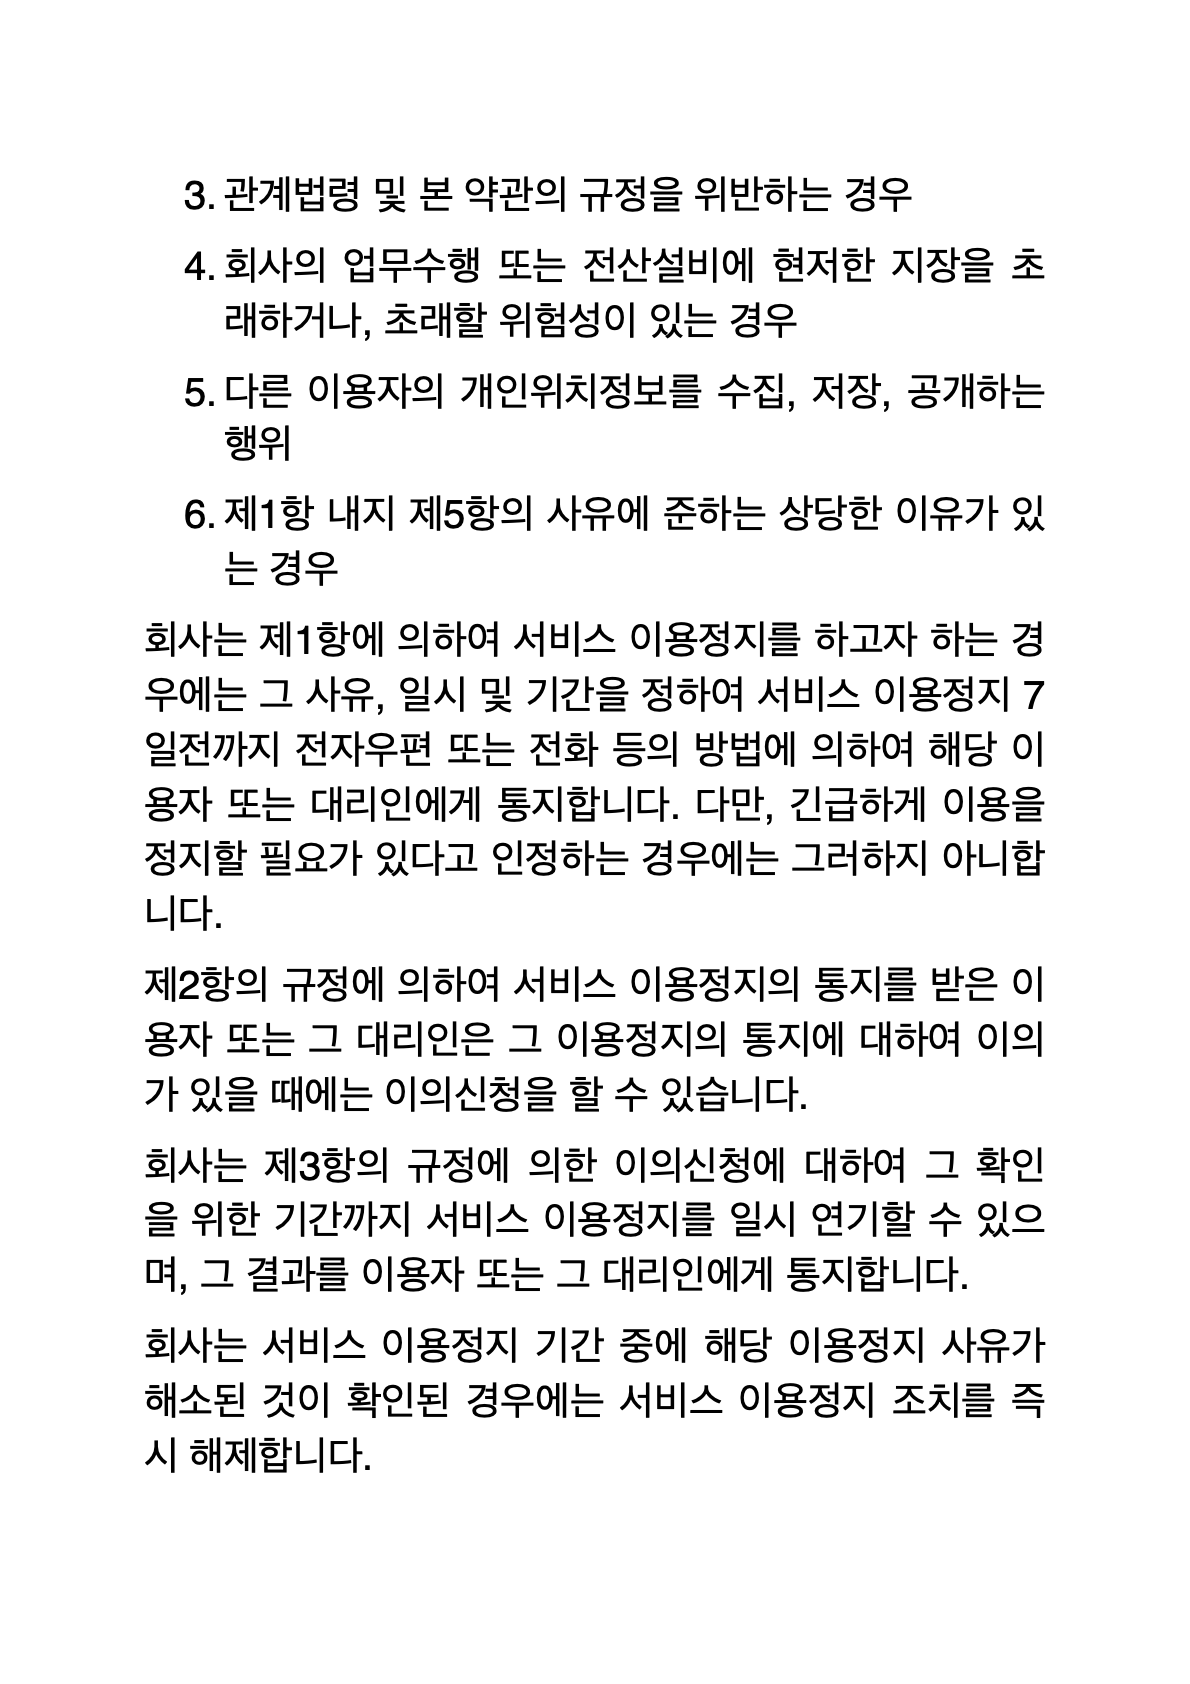 3. 관계법령 및 본 약관의 규정을 위반하는 경우
4. 회사의 업무수행 또는 전산설비에 현저한 지장을 초
래하거나, 초래할 위험성이 있는 경우
5. 다른 이용자의 개인위치정보를 수집, 저장, 공개하는
행위
6. 제1항 내지 제5항의 사유에 준하는 상당한 이유가 있
는 경우
회사는 제1항에 의하여 서비스 이용정지를 하고자 하는 경
우에는 그 사유, 일시 및 기간을 정하여 서비스 이용정지 7
일전까지 전자우편 또는 전화 등의 방법에 의하여 해당 이
용자 또는 대리인에게 통지합니다. 다만, 긴급하게 이용을
정지할 필요가 있다고 인정하는 경우에는 그러하지 아니합
니다.
제2항의 규정에 의하여 서비스 이용정지의 통지를 받은 이
용자 또는 그 대리인은 그 이용정지의 통지에 대하여 이의
가 있을 때에는 이의신청을 할 수 있습니다.
회사는 제3항의 규정에 의한 이의신청에 대하여 그 확인
을 위한 기간까지 서비스 이용정지를 일시 연기할 수 있으
며, 그 결과를 이용자 또는 그 대리인에게 통지합니다.
회사는 서비스 이용정지 기간 중에 해당 이용정지 사유가
해소된 것이 확인된 경우에는 서비스 이용정지 조치를 즉
시 해제합니다.